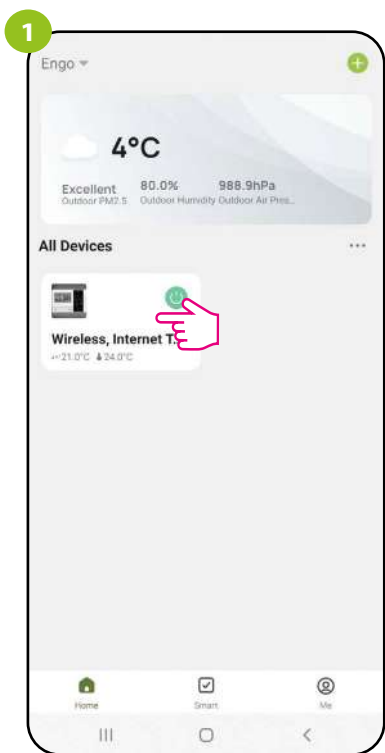 1
Engo
4°C
Excellent 80.0% 988.9hPa
Outdoor PM2.5 Outdoor Humidity Outdoor Air Pres...
All Devices
Wireless, Internet T...
21.0°C 24.0°C
Home Smart Me